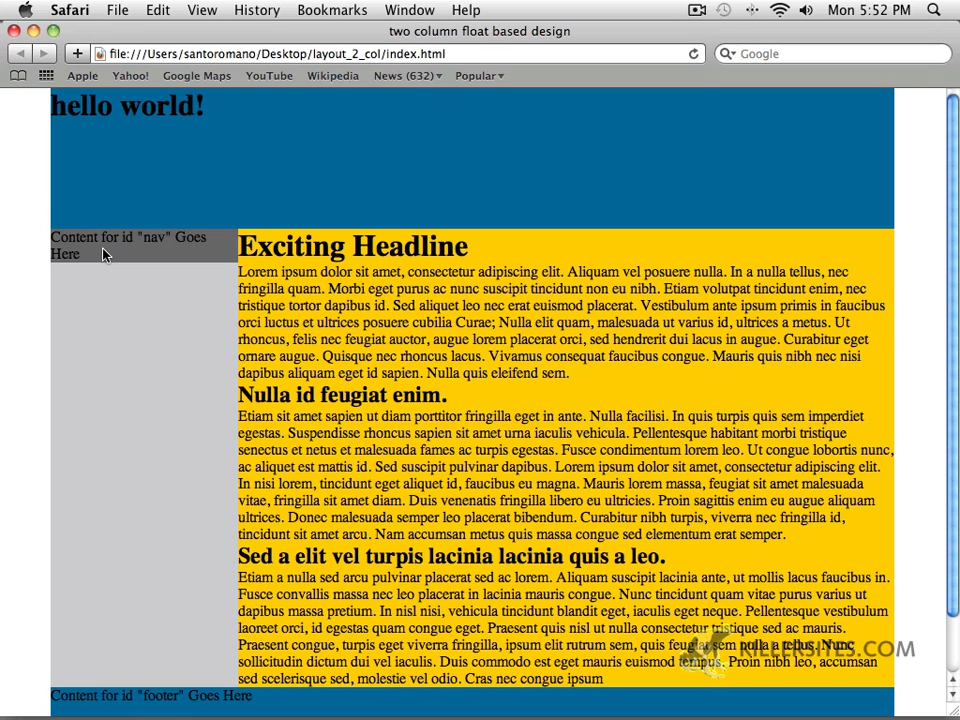 Safari File Edit View History Bookmarks Window Help Mon 5:52 PM
two column float based design
file:///Users/santoromano/Desktop/layout_2_col/index.html Google
Apple Yahoo! Google Maps YouTube Wikipedia News (632) Popular
hello world!
Content for id "nav" Goes
Here
Exciting Headline
Lorem ipsum dolor sit amet, consectetur adipiscing elit. Aliquam vel posuere nulla. In a nulla tellus, nec
fringilla quam. Morbi eget purus ac nunc suscipit tincidunt non eu nibh. Etiam volutpat tincidunt enim, nec
tristique tortor dapibus id. Sed aliquet leo nec erat euismod placerat. Vestibulum ante ipsum primis in faucibus
orci luctus et ultrices posuere cubilia Curae; Nulla elit quam, malesuada ut varius id, ultrices a metus. Ut
rhoncus, felis nec feugiat auctor, augue lorem placerat orci, sed hendrerit dui lacus in augue. Curabitur eget
ornare augue. Quisque nec rhoncus lacus. Vivamus consequat faucibus congue. Mauris quis nibh nec nisi
dapibus aliquam eget id sapien. Nulla quis eleifend sem.
Nulla id feugiat enim.
Etiam sit amet sapien ut diam porttitor fringilla eget in ante. Nulla facilisi. In quis turpis quis sem imperdiet
egestas. Suspendisse rhoncus sapien sit amet urna iaculis vehicula. Pellentesque habitant morbi tristique
senectus et netus et malesuada fames ac turpis egestas. Fusce condimentum lorem leo. Ut congue lobortis nunc,
ac aliquet est mattis id. Sed suscipit pulvinar dapibus. Lorem ipsum dolor sit amet, consectetur adipiscing elit.
In nisi lorem, tincidunt eget aliquet id, faucibus eu magna. Mauris lorem massa, feugiat sit amet malesuada
vitae, fringilla sit amet diam. Duis venenatis fringilla libero eu ultricies. Proin sagittis enim eu augue aliquam
ultrices. Donec malesuada semper leo placerat bibendum. Curabitur nibh turpis, viverra nec fringilla id,
tincidunt sit amet arcu. Nam accumsan metus quis massa congue sed elementum erat semper.
Sed a elit vel turpis lacinia lacinia quis a leo.
Etiam a nulla sed arcu pulvinar placerat sed ac lorem. Aliquam suscipit lacinia ante, ut mollis lacus faucibus in.
Fusce convallis massa nec leo placerat in lacinia mauris congue. Nunc tincidunt quam vitae purus varius ut
dapibus massa pretium. In nisl nisi, vehicula tincidunt blandit eget, iaculis eget neque. Pellentesque vehicula
laoreet orci, id egestas quam congue eget. Praesent quis nisl ut nulla consectetur tristique sed ac mauris.
Praesent congue, turpis eget viverra fringilla, ipsum elit rutrum sem, quis feugiat sem nulla a tellus. Nunc
sollicitudin dictum dui vel iaculis. Duis commodo est eget mauris euismod tempus. Proin nibh leo, accumsan
sed scelerisque sed, molestie vel odio. Cras nec congue ipsum
KILLERSITES.COM
Content for id "footer" Goes Here